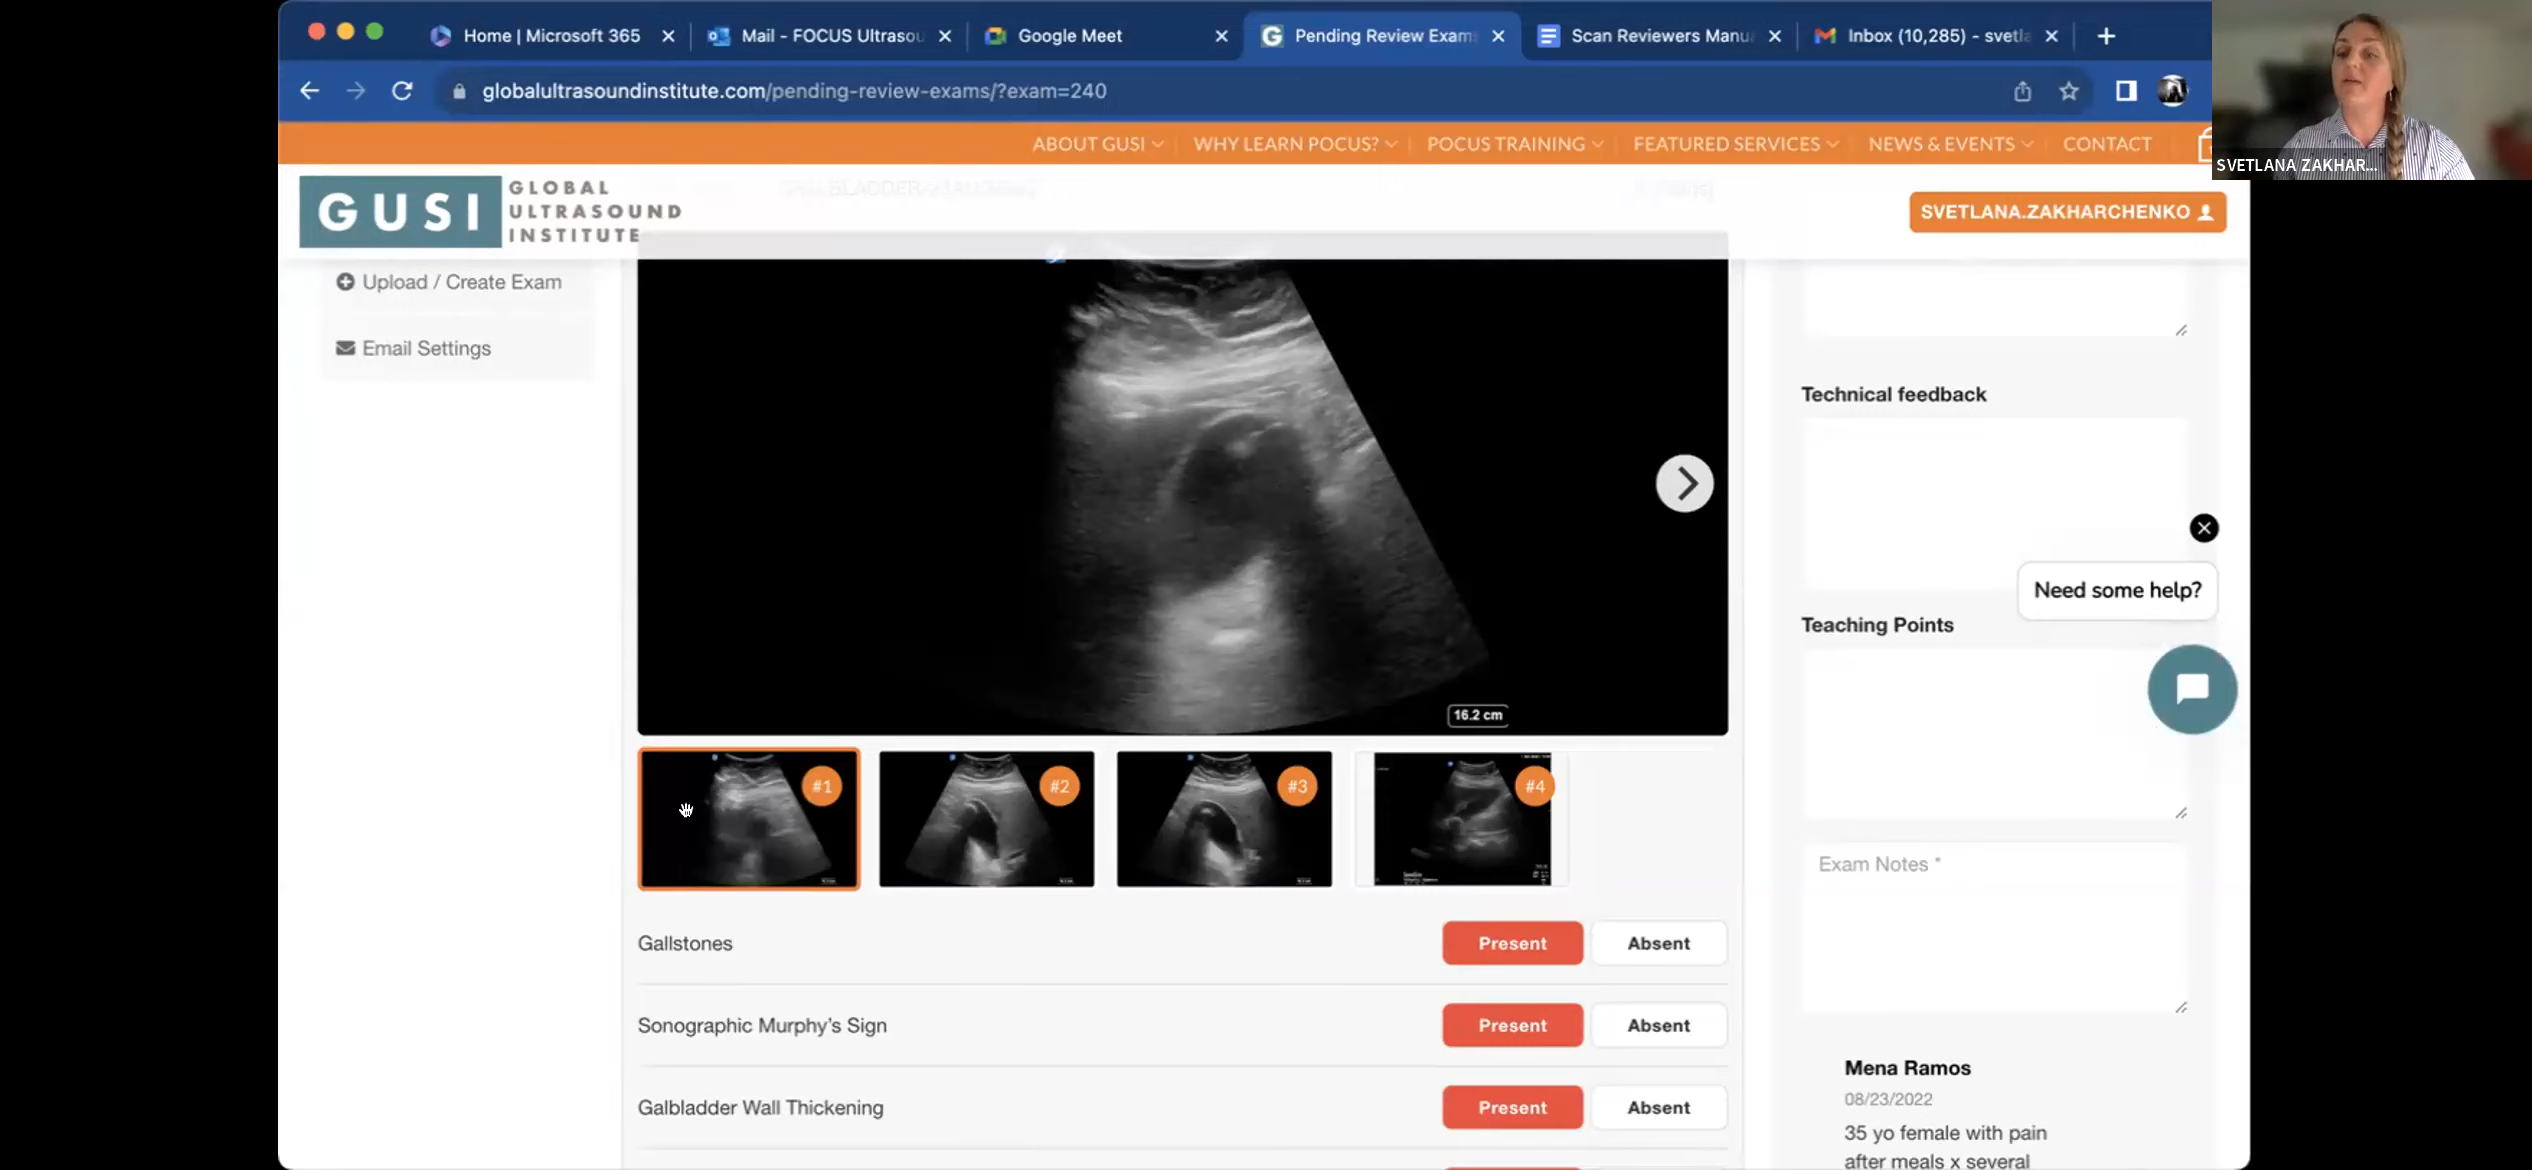 Home | Microsoft 365
Mail - FOCUS Ultrasou
Google Meet
Pending Review Exam
Scan Reviewers Manu
Inbox (10,285) - svetla
globalultrasoundinstitute.com/pending-review-exams/?exam=240
SVETLANA ZAKHAR...
ABOUT GUSI
WHY LEARN POCUS?
POCUS TRAINING
FEATURED SERVICES
NEWS & EVENTS
CONTACT
GUSI
GLOBAL
ULTRASOUND
INSTITUTE
SVETLANA.ZAKHARCHENKO
Upload / Create Exam
Email Settings
16.2 cm
#1
#2
#3
#4
Gallstones
Present
Absent
Sonographic Murphy's Sign
Present
Absent
Galbladder Wall Thickening
Present
Absent
Technical feedback
Need some help?
Teaching Points
Exam Notes *
Mena Ramos
08/23/2022
35 yo female with pain
after meals x several